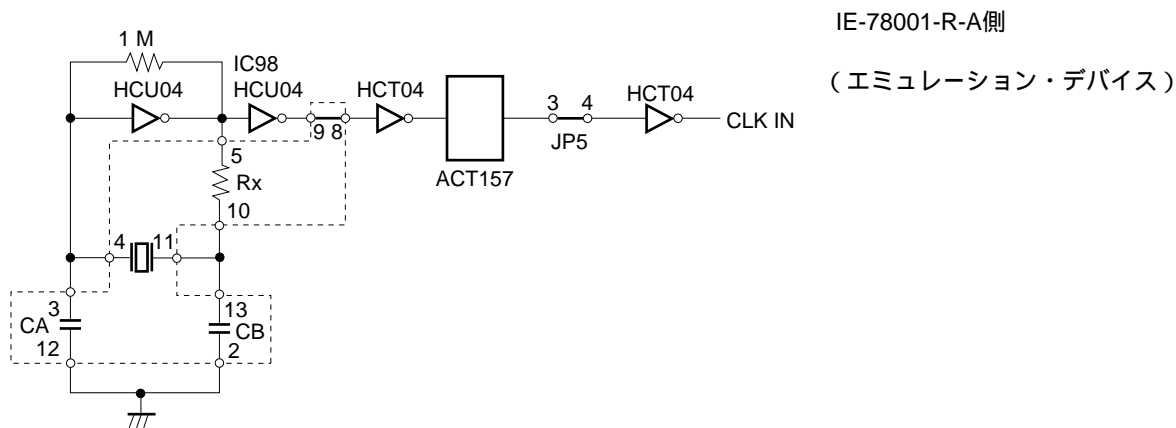 IE-78001-R-A側
(エミュレーション・デバイス)
1 M
IC98
HCU04
HCU04
HCT04
HCT04
9 8
3 4
JP5
CLK IN
ACT157
5
Rx
10
4
11
3
CA
12
13
CB
2